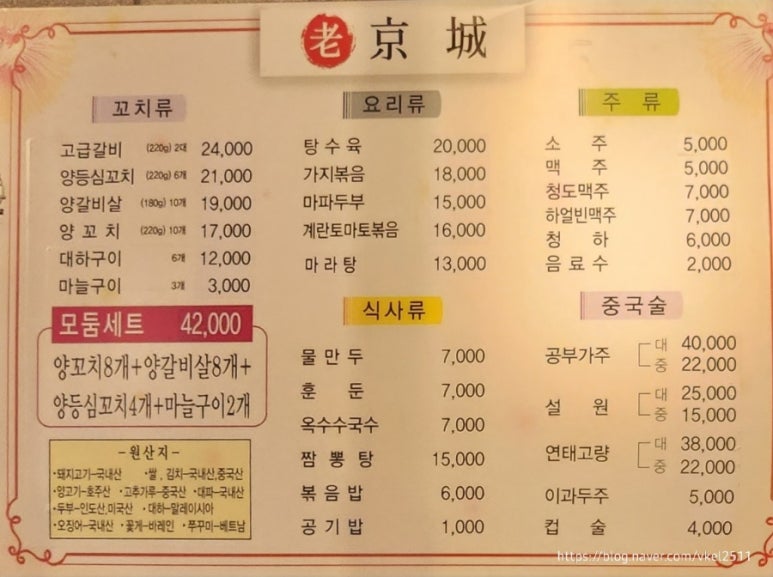 老 京 城
꼬치류
고급갈비 (220g) 2대 24,000
양등심꼬치 (220g) 6개 21,000
양갈비살 (180g) 10개 19,000
양 꼬 치 (220g) 10개 17,000
대하구이 6개 12,000
마늘구이 3개 3,000
모둠세트 42,000
양꼬치8개+양갈비살8개+
양등심꼬치4개+마늘구이2개
-원산지-
·돼지고기-국내산 ·쌀, 김치-국내산,중국산
·양고기-호주산 ·고추가루-중국산 ·대파-국내산
·두부-인도산,미국산 ·대하-말레이시아
·오징어-국내산 ·꽃게-바레인 ·쭈꾸미-베트남
요리류
탕 수 육 20,000
가지볶음 18,000
마파두부 15,000
계란토마토볶음 16,000
마 라 탕 13,000
식사류
물 만 두 7,000
훈 둔 7,000
옥수수국수 7,000
짬 뽕 탕 15,000
볶 음 밥 6,000
공 기 밥 1,000
주 류
소 주 5,000
맥 주 5,000
청도맥주 7,000
하얼빈맥주 7,000
청 하 6,000
음 료 수 2,000
중국술
공부가주 대 40,000
중 22,000
설 원 대 25,000
중 15,000
연태고량 대 38,000
중 22,000
이과두주 5,000
컵 술 4,000
https://blog.naver.com/vkel2511